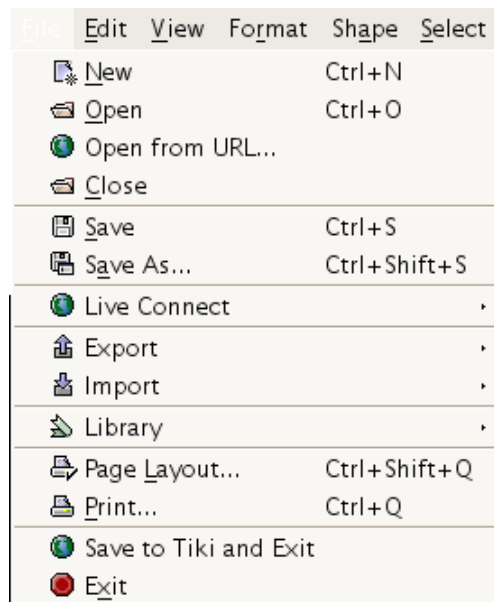 File Edit View Format Shape Select
New Ctrl+N
Open Ctrl+O
Open from URL...
Close
Save Ctrl+S
Save As... Ctrl+Shift+S
Live Connect
Export
Import
Library
Page Layout... Ctrl+Shift+Q
Print... Ctrl+Q
Save to Tiki and Exit
Exit